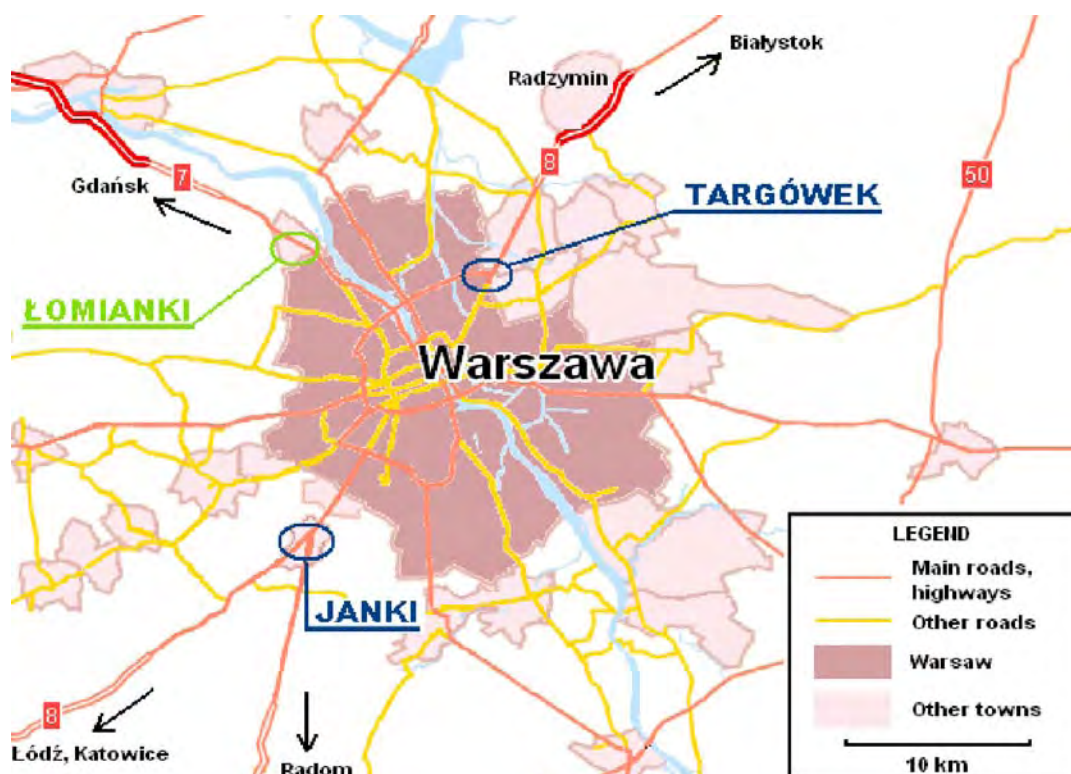 Białystok
Radzymin
8
50
7
Gdańsk
TARGÓWEK
ŁOMIANKI
Warszawa
JANKI
8
Łódź, Katowice
Radom
LEGEND
Main roads,
highways
Other roads
Warsaw
Other towns
10 km